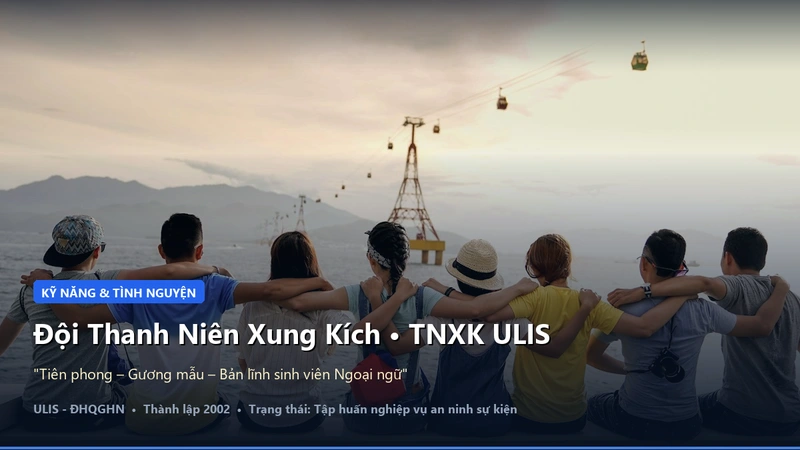 KỸ NĂNG & TÌNH NGUYỆN
Đội Thanh Niên Xung Kích • TNXK ULIS
"Tiên phong – Gương mẫu – Bản lĩnh sinh viên Ngoại ngữ"
ULIS - ĐHQGHN • Thành lập 2002 • Trạng thái: Tập huấn nghiệp vụ an ninh sự kiện